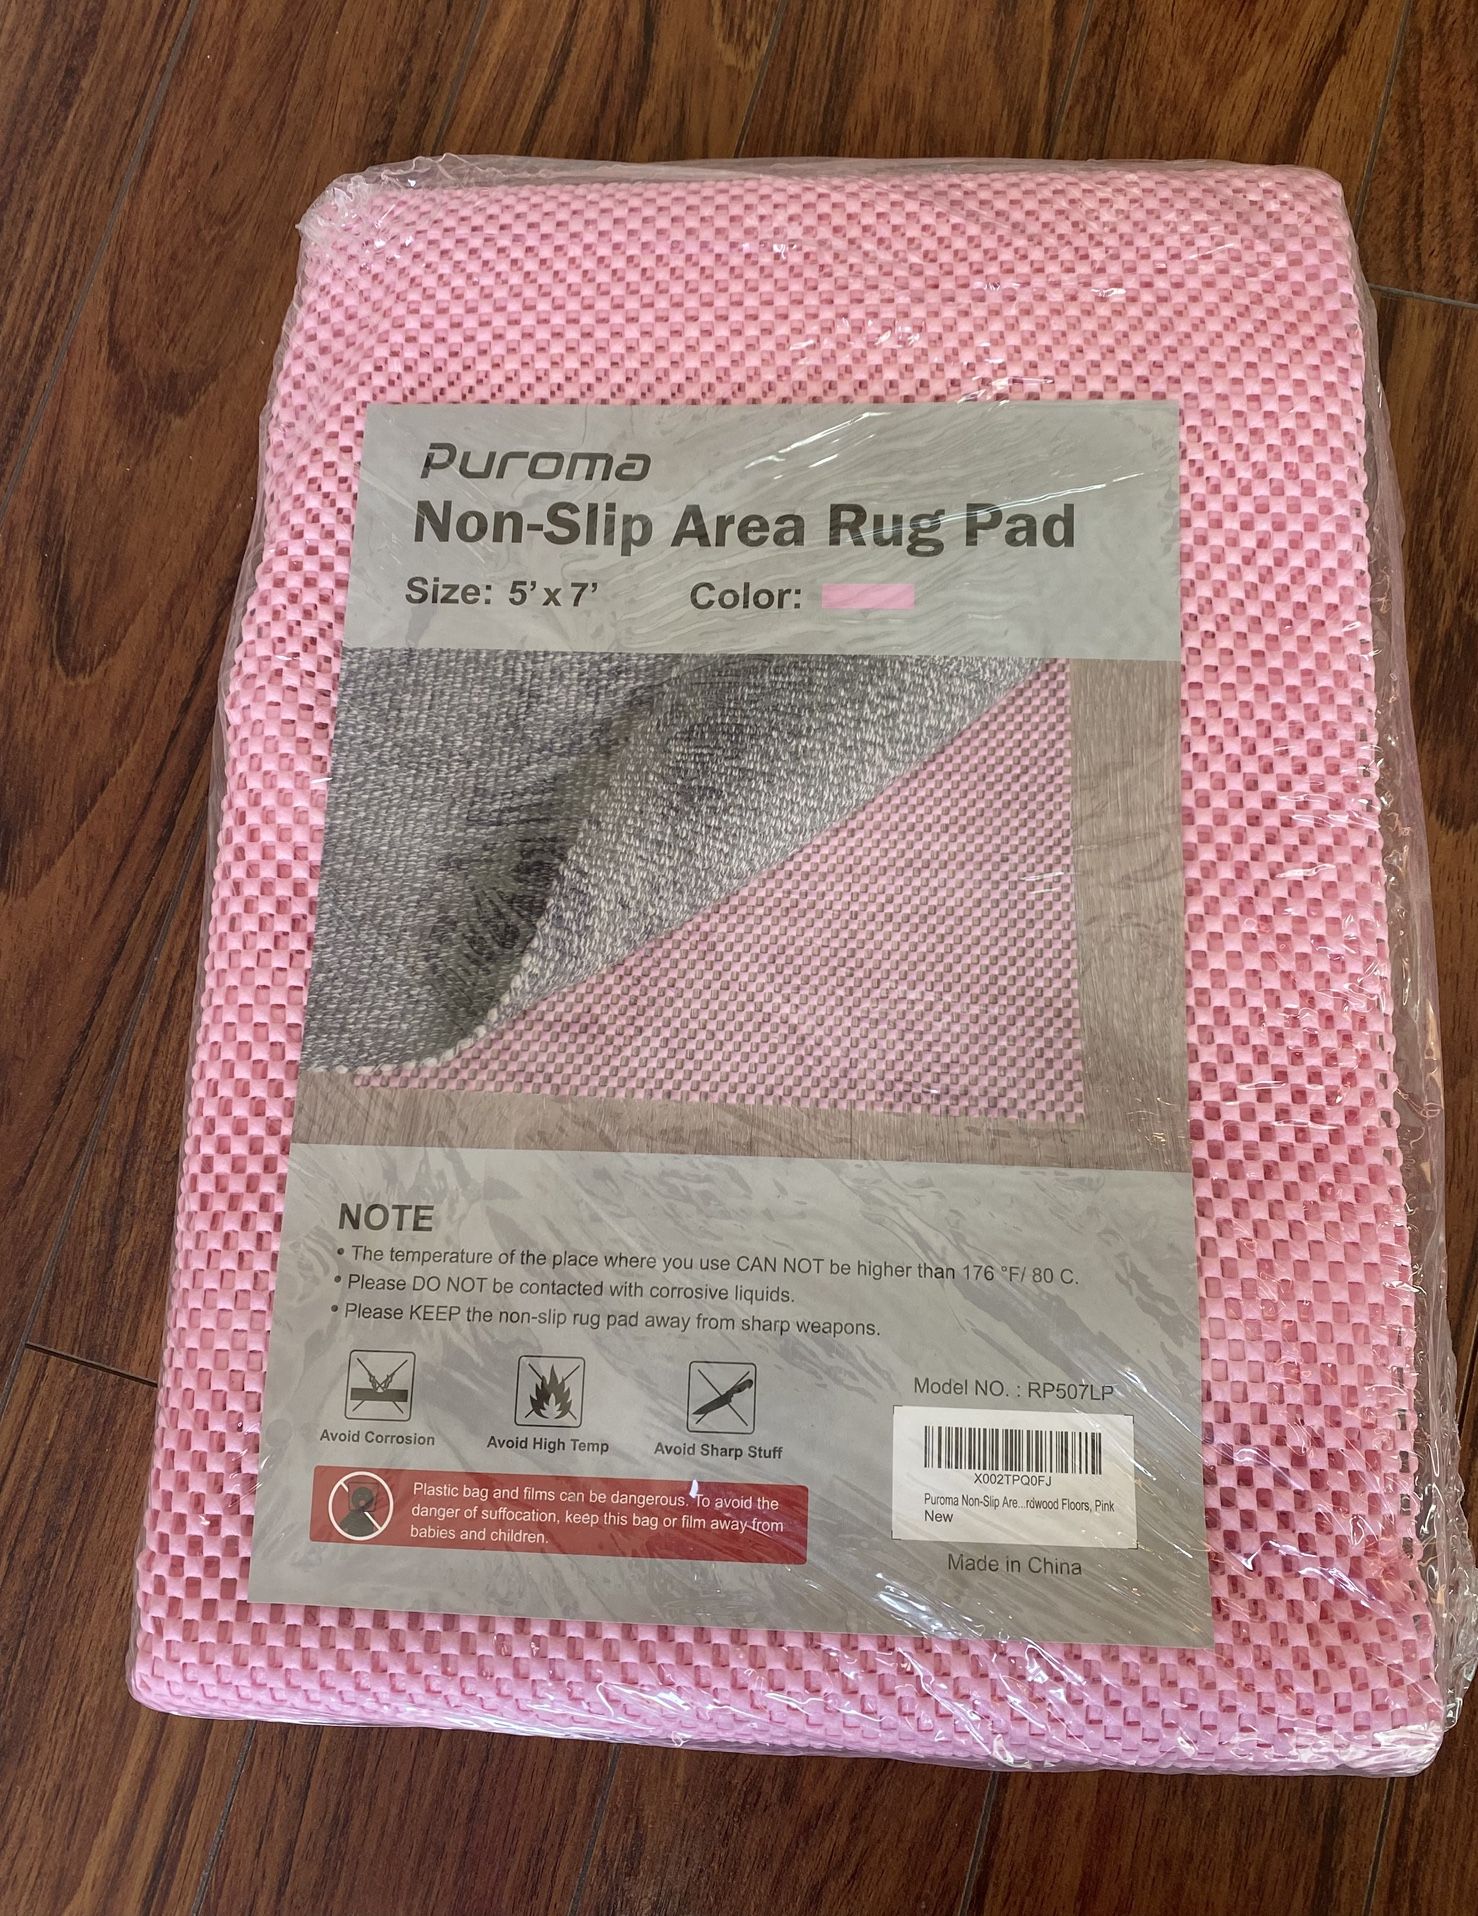 Puroma
Non-Slip Area Rug Pad
Size: 5’ x 7’ Color:
NOTE
• The temperature of the place where you use CAN NOT be higher than 176 °F/ 80 C.
• Please DO NOT be contacted with corrosive liquids.
• Please KEEP the non-slip rug pad away from sharp weapons.
Avoid Corrosion
Avoid High Temp
Avoid Sharp Stuff
Plastic bag and films can be dangerous. To avoid the
danger of suffocation, keep this bag or film away from
babies and children.
Model NO. : RP507LP
X002TPQ0FJ
Puroma Non-Slip Are...rdwood Floors, Pink
New
Made in China